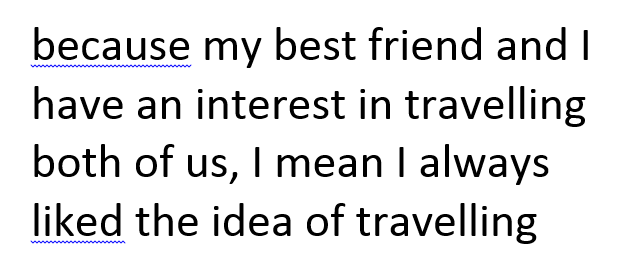 because my best friend and I
have an interest in travelling
both of us, I mean I always
liked the idea of travelling